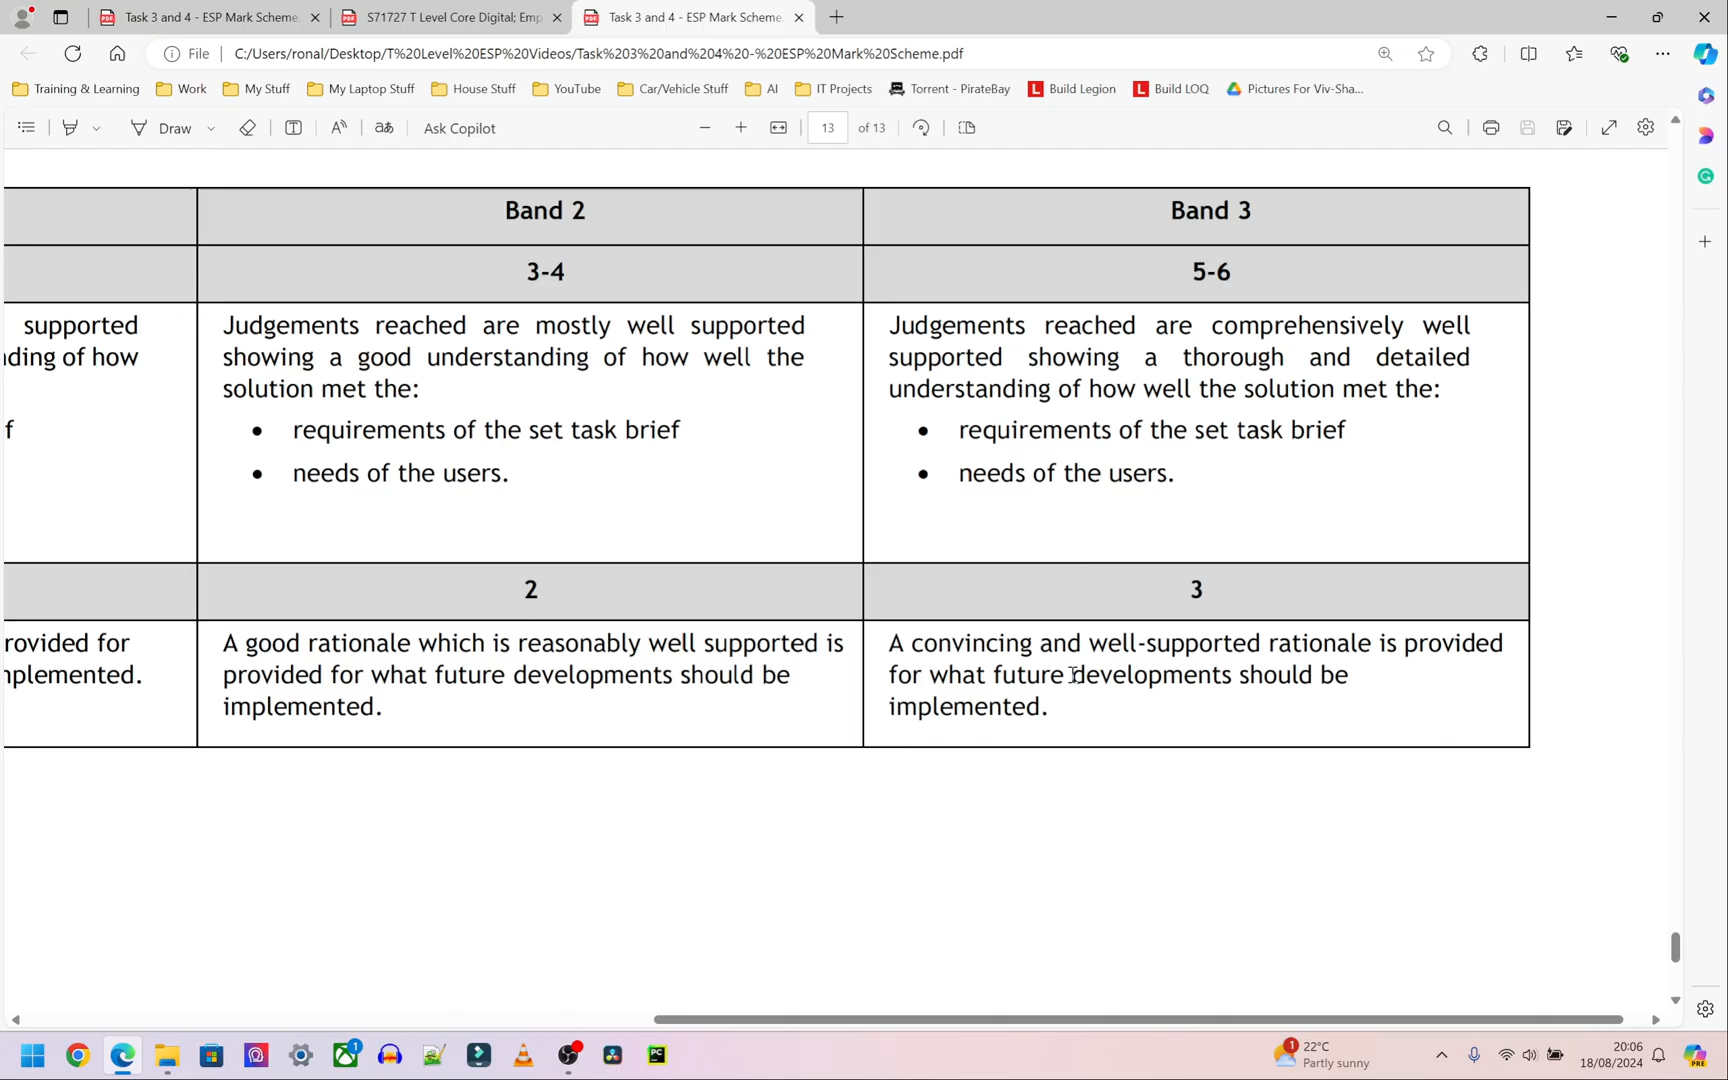 Task 3 and 4 - ESP Mark Scheme.
S71727 T Level Core Digital; Emp
Task 3 and 4 - ESP Mark Scheme.
File
C:/Users/ronal/Desktop/T%20Level%20ESP%20Videos/Task%203%20and%204%20-%20ESP%20Mark%20Scheme.pdf
Training & Learning
Work
My Stuff
My Laptop Stuff
House Stuff
YouTube
Car/Vehicle Stuff
AI
IT Projects
Torrent - PirateBay
Build Legion
Build LOQ
Pictures For Viv-Sha...
Draw
Ask Copilot
13
of 13
Band 2
Band 3
3-4
5-6
supported
ding of how
f
Judgements reached are mostly well supported
showing a good understanding of how well the
solution met the:
• requirements of the set task brief
• needs of the users.
Judgements reached are comprehensively well
supported showing a thorough and detailed
understanding of how well the solution met the:
• requirements of the set task brief
• needs of the users.
2
3
rovided for
nplemented.
A good rationale which is reasonably well supported is
provided for what future developments should be
implemented.
A convincing and well-supported rationale is provided
for what future developments should be
implemented.
1
1
22°C
Partly sunny
20:06
18/08/2024